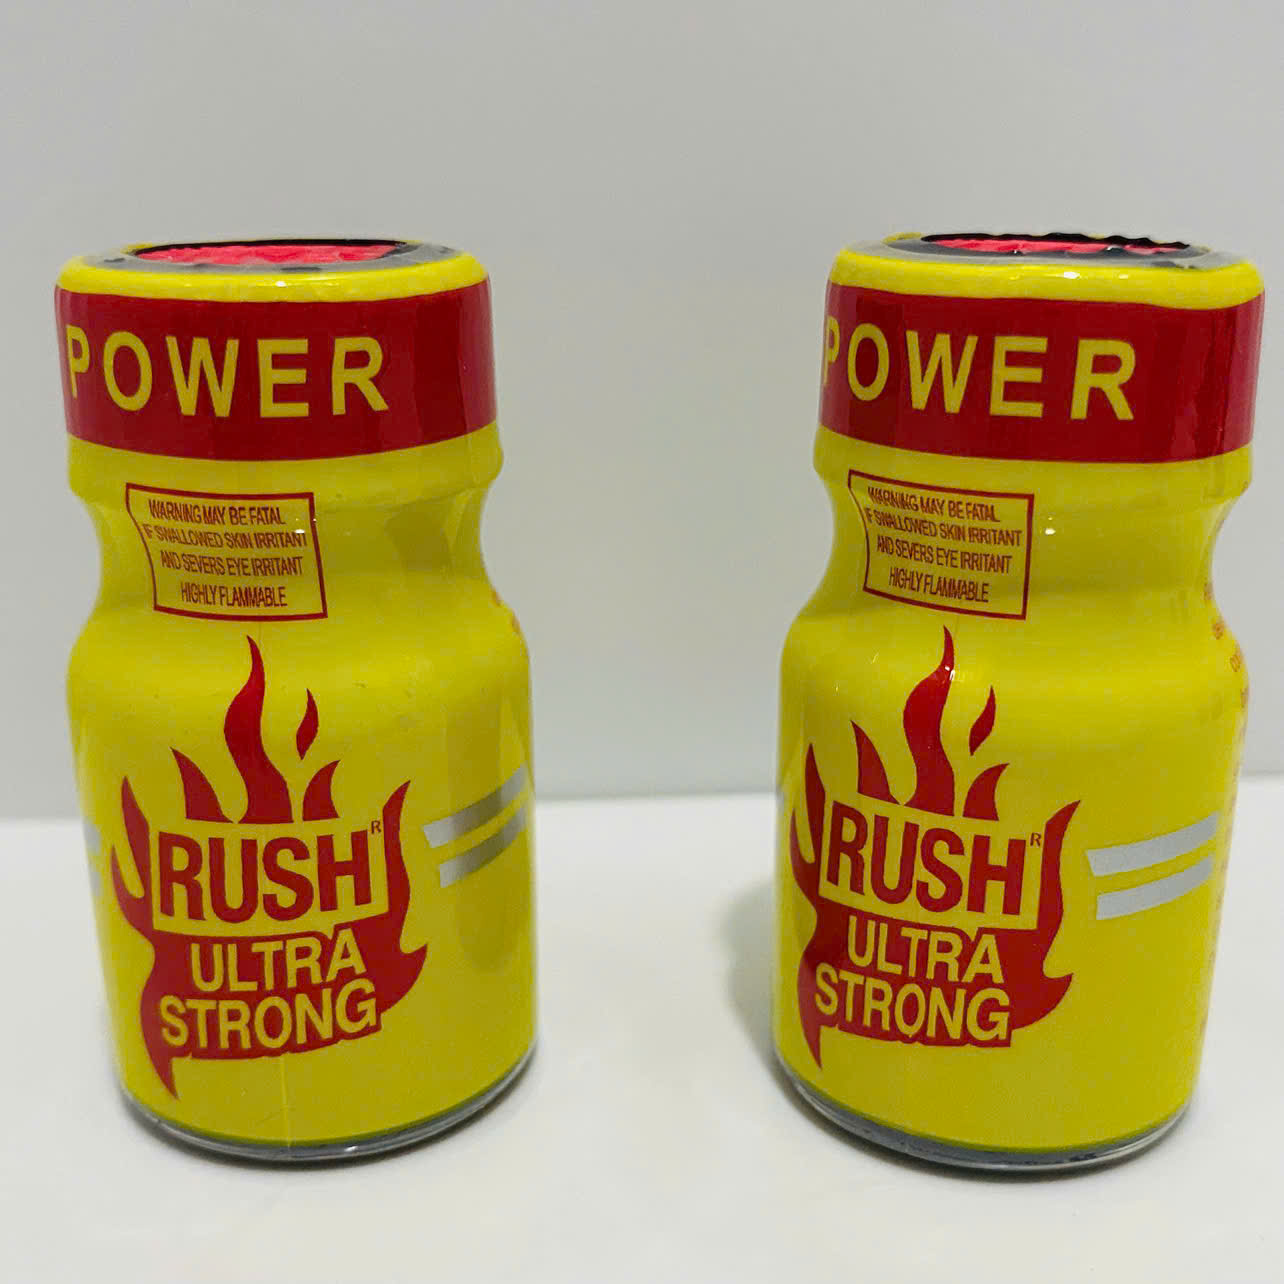 POWER
WARNING MAY BE FATAL
IF SWALLOWED SKIN IRRITANT
AND SEVERS EYE IRRITANT
HIGHLY FLAMMABLE
RUSH®
ULTRA
STRONG
POWER
WARNING MAY BE FATAL
IF SWALLOWED SKIN IRRITANT
AND SEVERS EYE IRRITANT
HIGHLY FLAMMABLE
RUSH®
ULTRA
STRONG